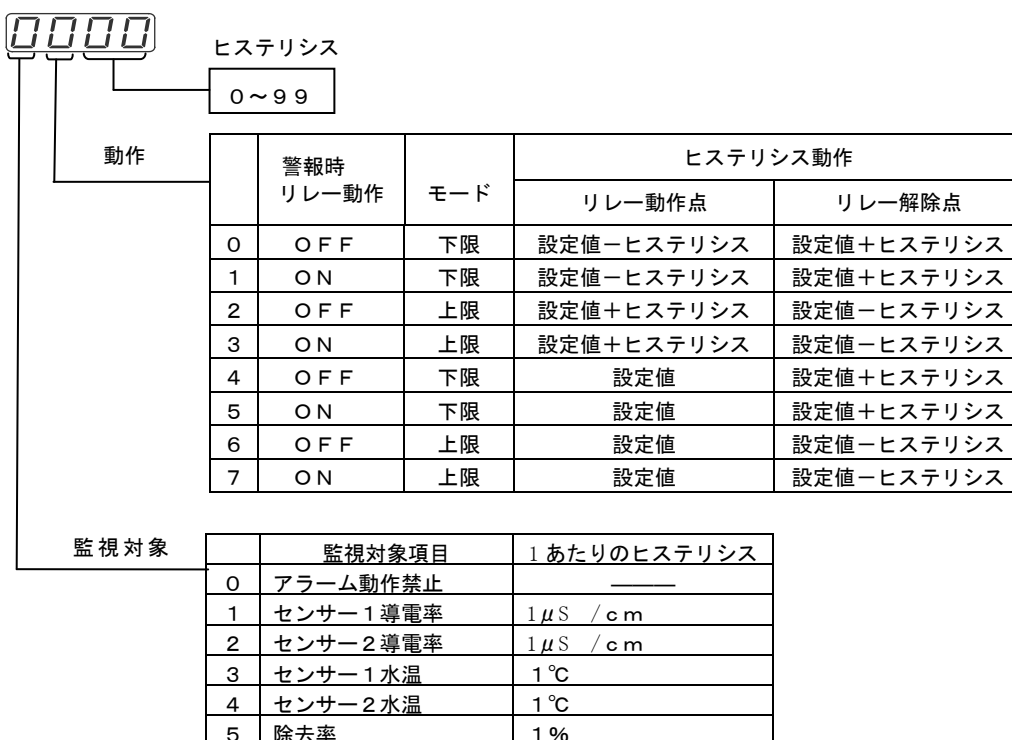 0000
ヒステリシス
0～99
動作
警報時
リレー動作 モード ヒステリシス動作
リレー動作点 リレー解除点
0 OFF 下限 設定値－ヒステリシス 設定値＋ヒステリシス
1 ON 下限 設定値－ヒステリシス 設定値＋ヒステリシス
2 OFF 上限 設定値＋ヒステリシス 設定値－ヒステリシス
3 ON 上限 設定値＋ヒステリシス 設定値－ヒステリシス
4 OFF 下限 設定値 設定値＋ヒステリシス
5 ON 下限 設定値 設定値＋ヒステリシス
6 OFF 上限 設定値 設定値－ヒステリシス
7 ON 上限 設定値 設定値－ヒステリシス
監視対象
監視対象項目 1あたりのヒステリシス
0 アラーム動作禁止 ―――
1 センサー1導電率 1μS ／cm
2 センサー2導電率 1μS ／cm
3 センサー1水温 1℃
4 センサー2水温 1℃
5 除去率 1%